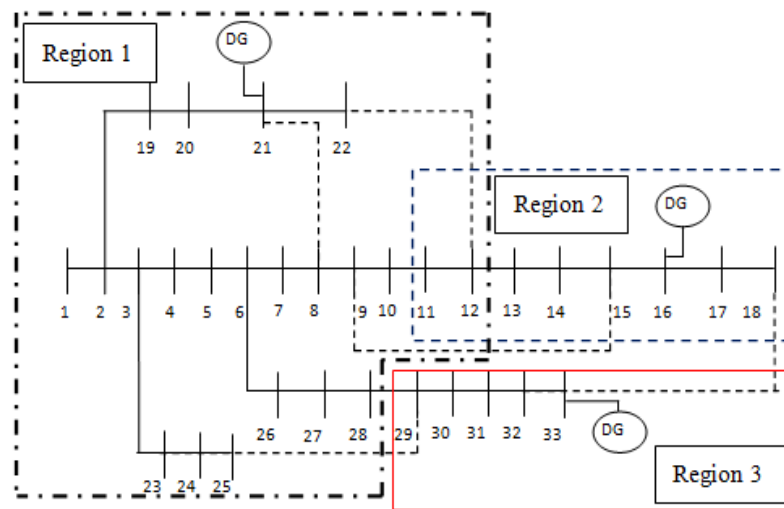 DG
Region 1
19 20 21 22
Region 2
DG
1 2 3 4 5 6 7 8 9 10 11 12 13 14 15 16 17 18
26 27 28 29 30 31 32 33
DG
23 24 25
Region 3